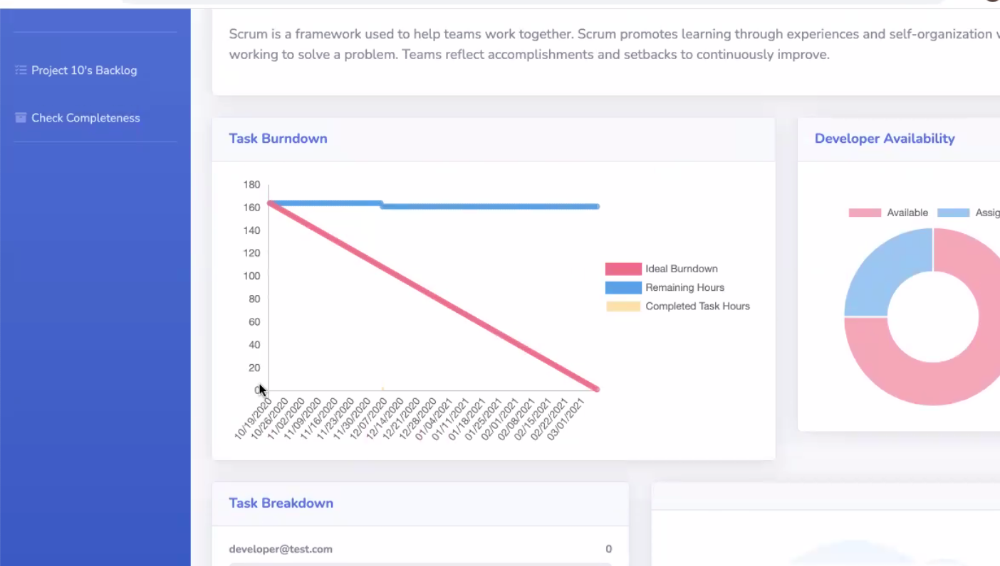 Scrum is a framework used to help teams work together. Scrum promotes learning through experiences and self-organization
working to solve a problem. Teams reflect accomplishments and setbacks to continuously improve.
Project 10's Backlog
Check Completeness
Task Burndown
180
160
140
120
100
80
60
40
20
0
10/19/2020
10/26/2020
11/02/2020
11/09/2020
11/16/2020
11/23/2020
11/30/2020
12/07/2020
12/14/2020
12/21/2020
12/28/2020
01/04/2021
01/11/2021
01/18/2021
01/25/2021
02/01/2021
02/08/2021
02/15/2021
02/22/2021
03/01/2021
Ideal Burndown
Remaining Hours
Completed Task Hours
Developer Availability
Available
Assig
Task Breakdown
developer@test.com 0